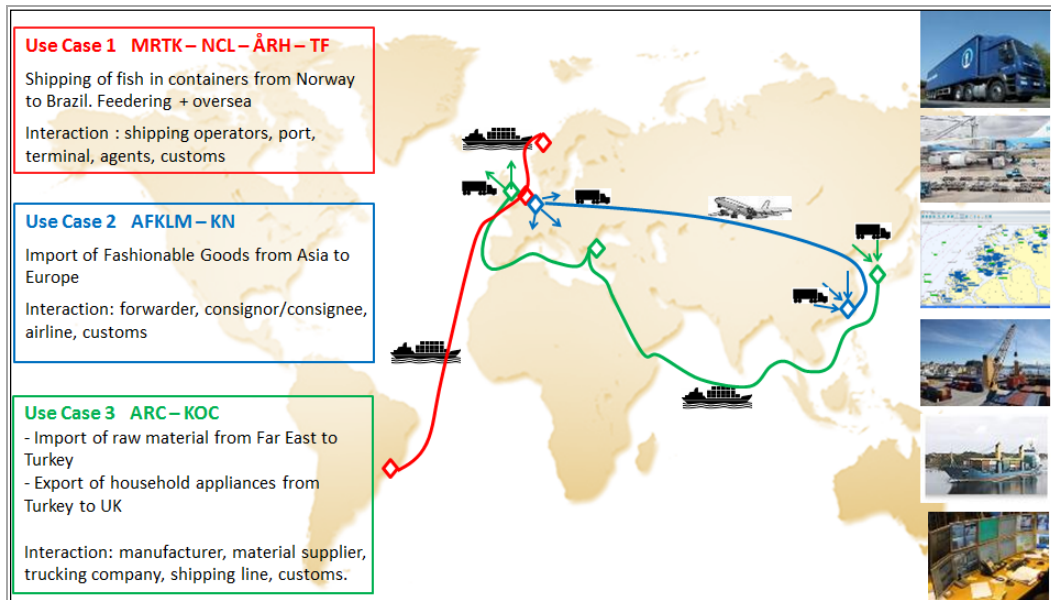 Use Case 1 MRTK – NCL – ÅRH – TF
Shipping of fish in containers from Norway
to Brazil. Feedering + oversea
Interaction : shipping operators, port,
terminal, agents, customs
Use Case 2 AFKLM – KN
Import of Fashionable Goods from Asia to
Europe
Interaction: forwarder, consignor/consignee,
airline, customs
Use Case 3 ARC – KOC
- Import of raw material from Far East to
Turkey
- Export of household appliances from
Turkey to UK
Interaction: manufacturer, material supplier,
trucking company, shipping line, customs.